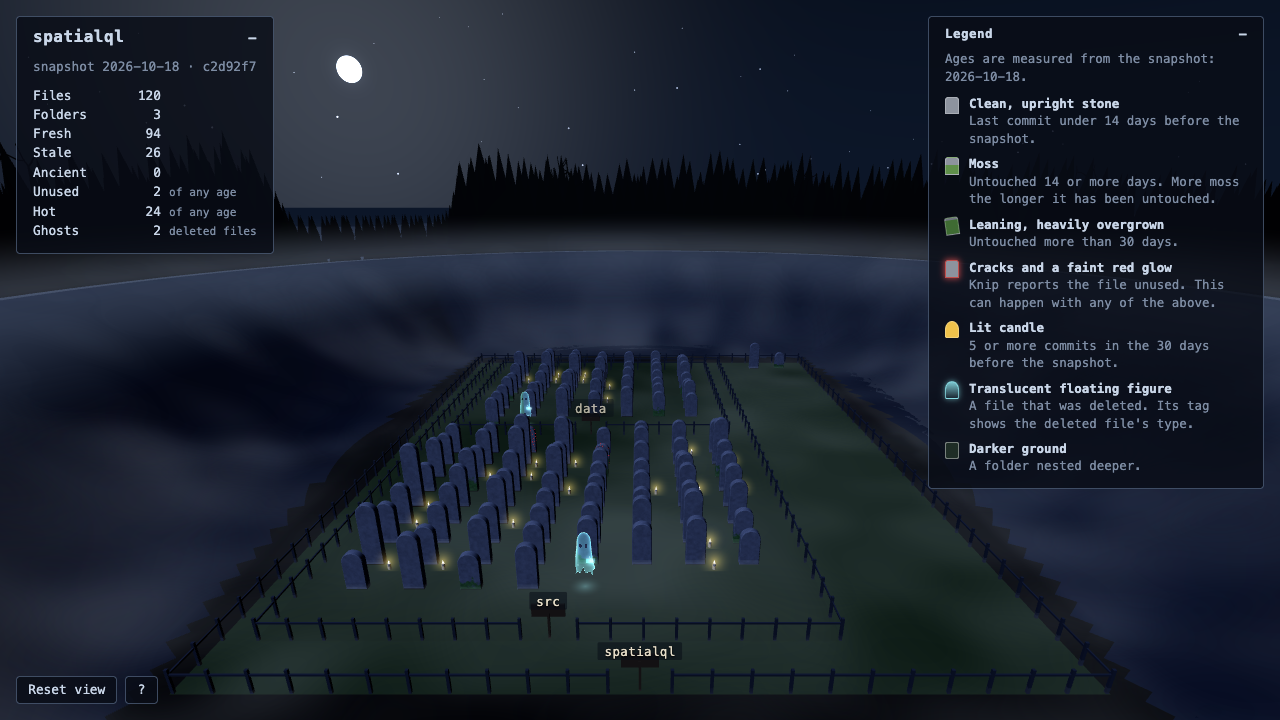 spatialql –
snapshot 2026-10-18 · c2d92f7
Files 120
Folders 3
Fresh 94
Stale 26
Ancient 0
Unused 2 of any age
Hot 24 of any age
Ghosts 2 deleted files
Legend –
Ages are measured from the snapshot:
2026-10-18.
Clean, upright stone
Last commit under 14 days before the
snapshot.
Moss
Untouched 14 or more days. More moss
the longer it has been untouched.
Leaning, heavily overgrown
Untouched more than 30 days.
Cracks and a faint red glow
Knip reports the file unused. This
can happen with any of the above.
Lit candle
5 or more commits in the 30 days
before the snapshot.
Translucent floating figure
A file that was deleted. Its tag
shows the deleted file's type.
Darker ground
A folder nested deeper.
data
src
spatialql
Reset view ?